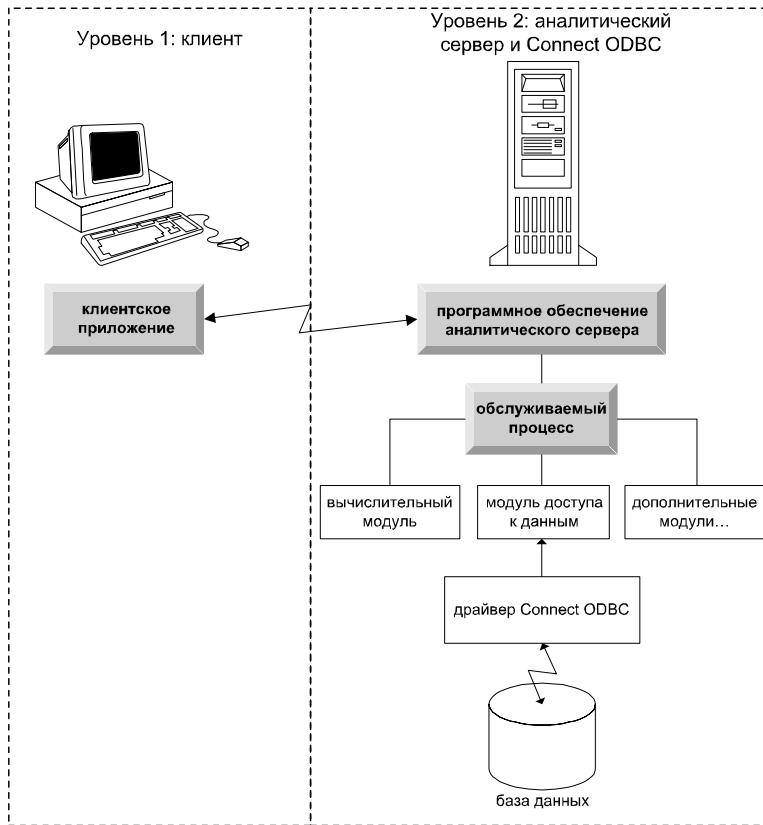 Уровень 1: клиент
Уровень 2: аналитический
сервер и Connect ODBC
клиентское
приложение
программное обеспечение
аналитического сервера
обслуживаемый
процесс
вычислительный
модуль
модуль доступа
к данным
дополнительные
модули…
драйвер Connect ODBC
база данных